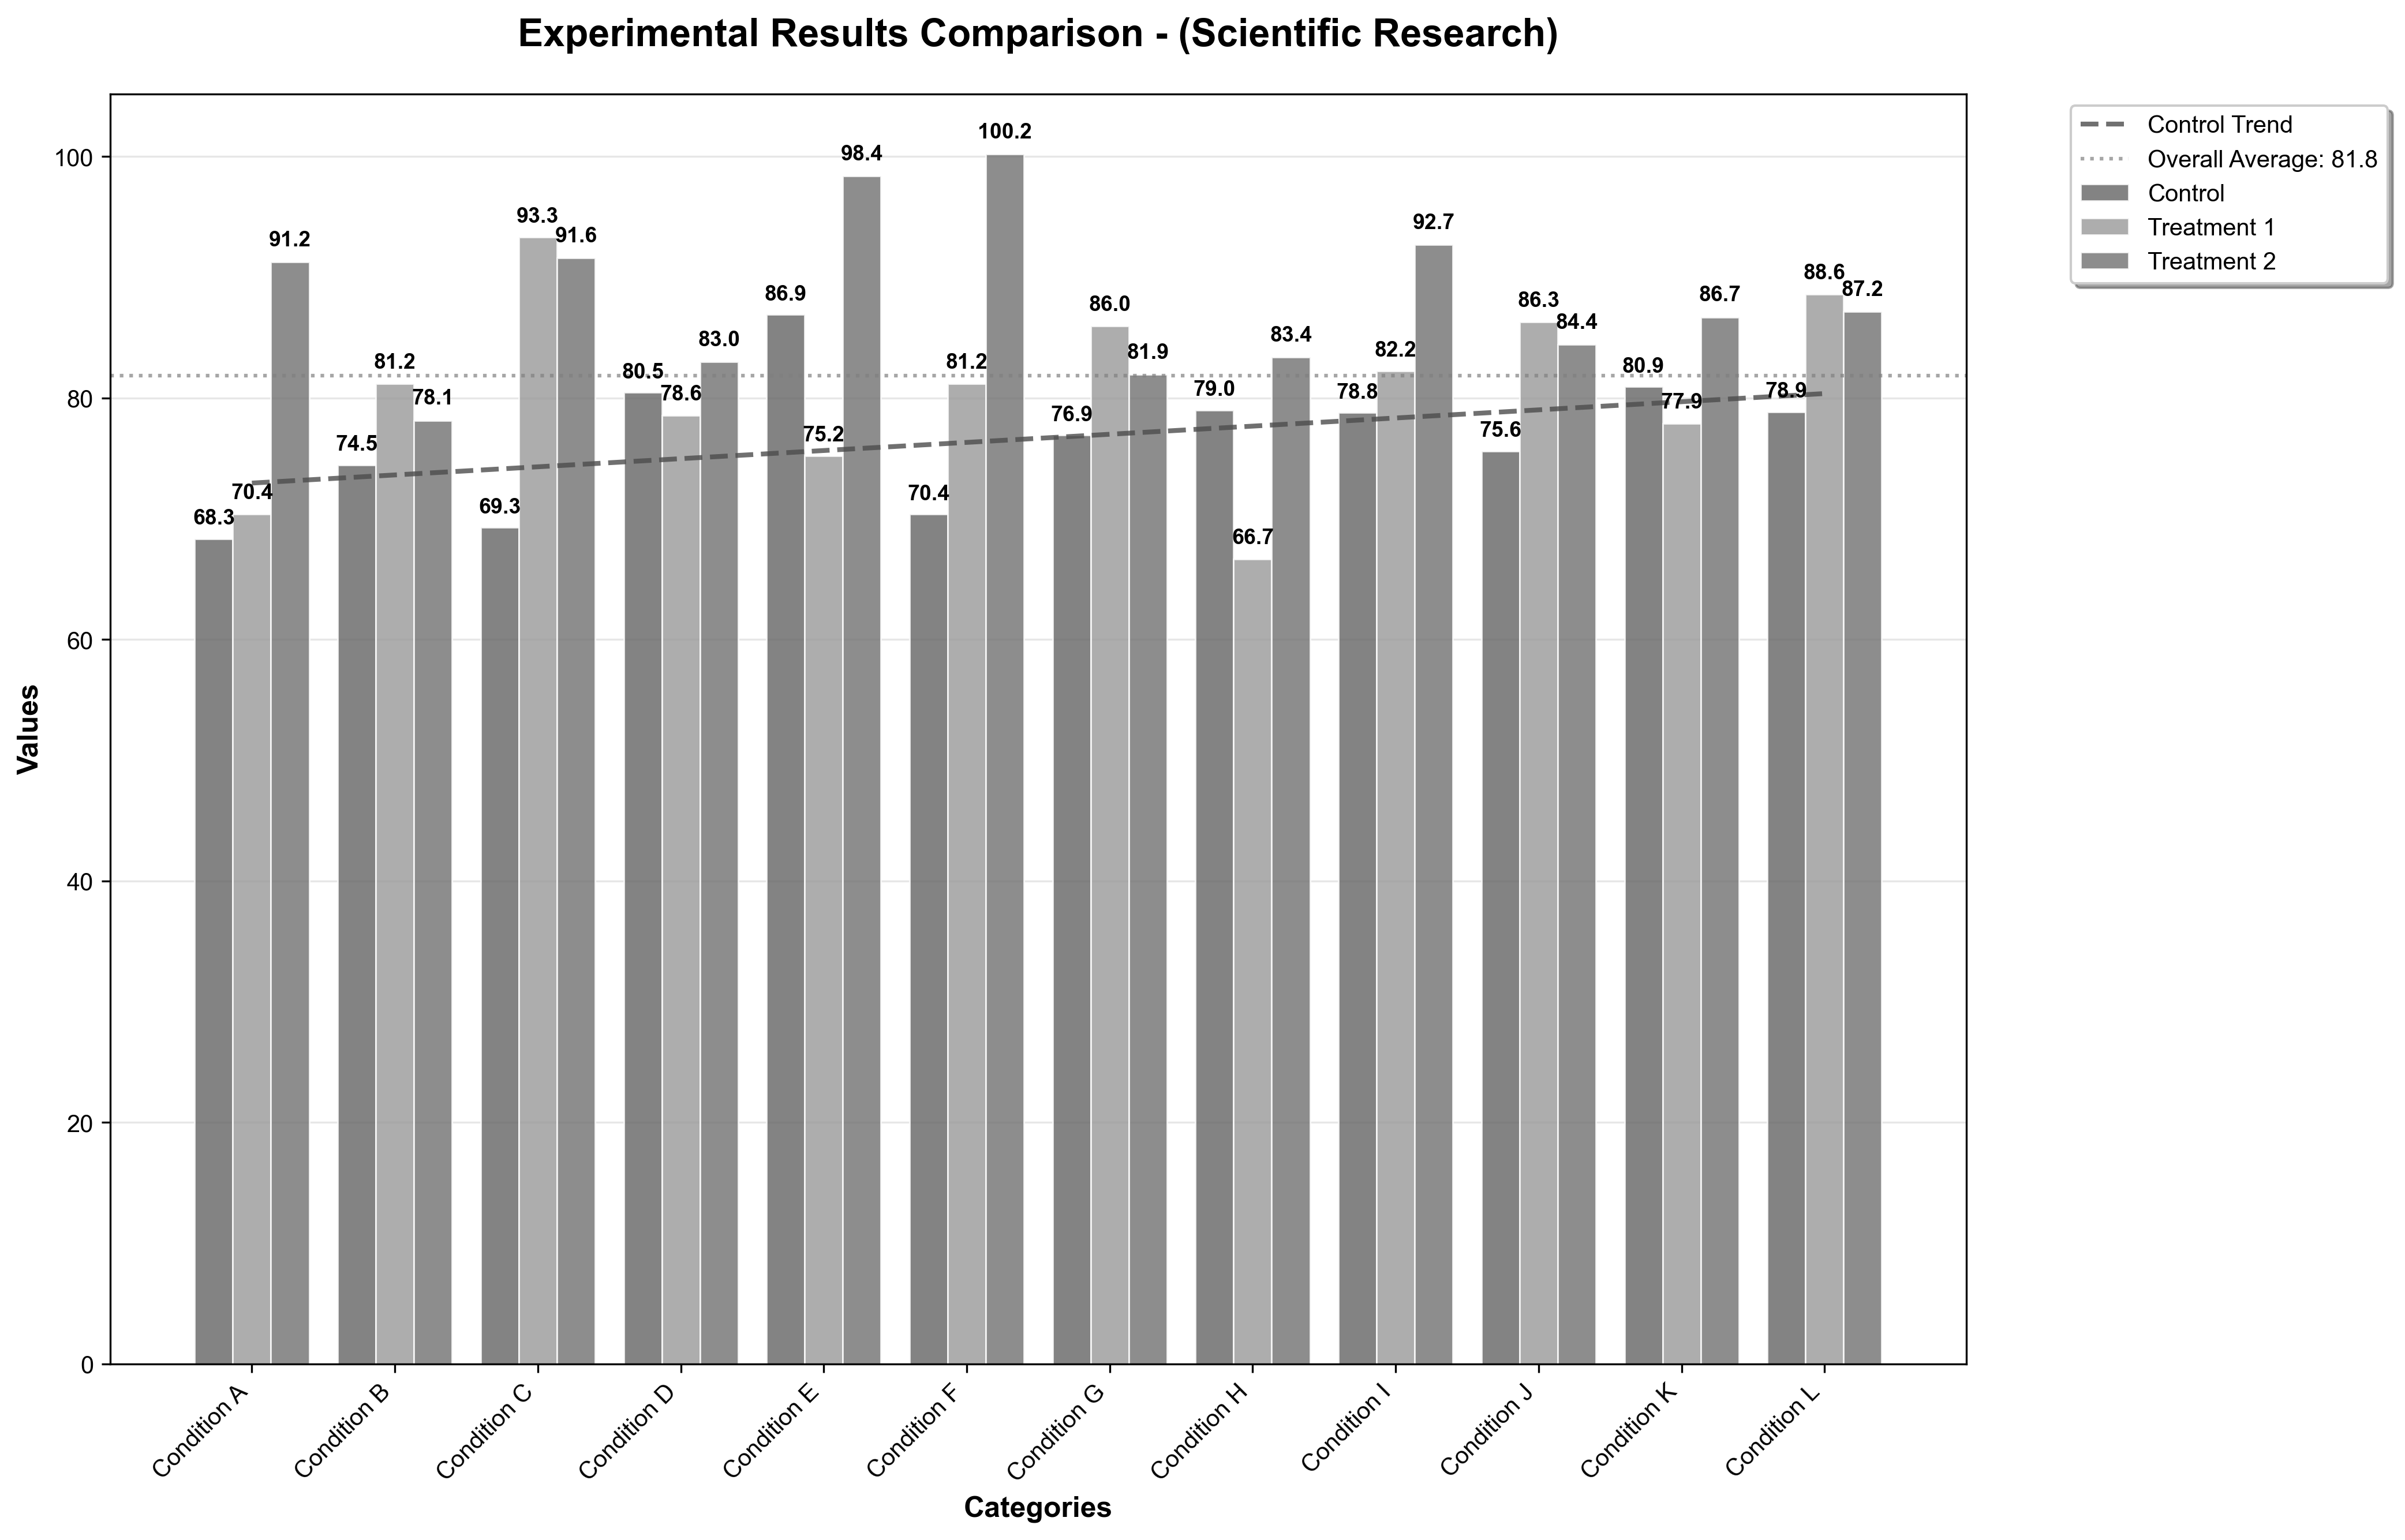 Experimental Results Comparison - (Scientific Research)
Control Trend
Overall Average: 81.8
Control
Treatment 1
Treatment 2
Values
100
80
60
40
20
0
68.3
70.4
91.2
74.5
81.2
78.1
69.3
93.3
91.6
80.5
78.6
83.0
86.9
75.2
98.4
70.4
81.2
100.2
76.9
86.0
81.9
79.0
66.7
83.4
78.8
82.2
92.7
75.6
86.3
84.4
80.9
77.9
86.7
78.9
88.6
87.2
Condition A
Condition B
Condition C
Condition D
Condition E
Condition F
Condition G
Condition H
Condition I
Condition J
Condition K
Condition L
Categories